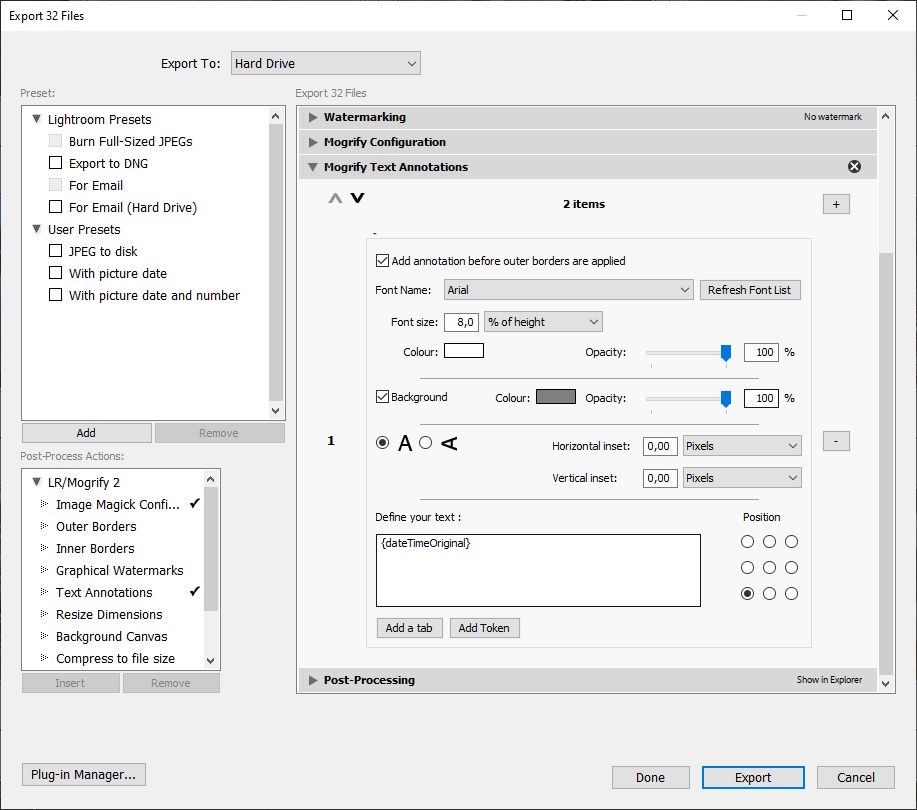 Export 32 Files
Export To: Hard Drive
Preset:
Lightroom Presets
Burn Full-Sized JPEGs
Export to DNG
For Email
For Email (Hard Drive)
User Presets
JPEG to disk
With picture date
With picture date and number
Add Remove
Post-Process Actions:
LR/Mogrify 2
Image Magick Confi...
Outer Borders
Inner Borders
Graphical Watermarks
Text Annotations
Resize Dimensions
Background Canvas
Compress to file size
Insert Remove
Export 32 Files
Watermarking No watermark
Mogrify Configuration
Mogrify Text Annotations
2 items +
-
Add annotation before outer borders are applied
Font Name: Arial Refresh Font List
Font size: 8,0 % of height
Colour: Opacity: 100 %
Background Colour: Opacity: 100 %
1 A A Horizontal inset: 0,00 Pixels -
Vertical inset: 0,00 Pixels
Define your text : Position
{dateTimeOriginal}
Add a tab Add Token
Post-Processing Show in Explorer
Plug-in Manager... Done Export Cancel